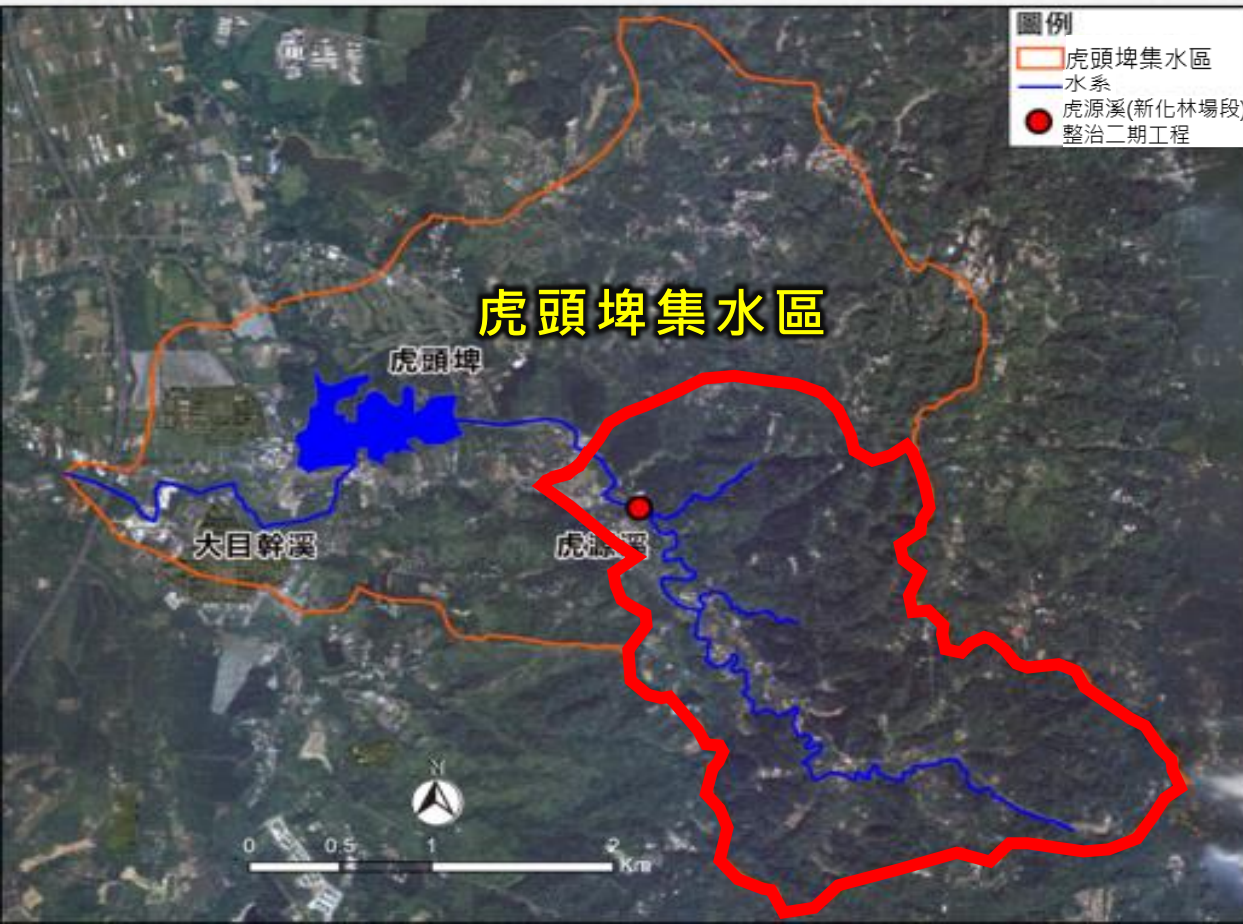 圖例
虎頭埤集水區
水系
虎源溪(新化林場段)
整治二期工程
虎頭埤集水區
虎頭埤
大目幹溪
虎源溪
N
0 0.5 1 2 Km